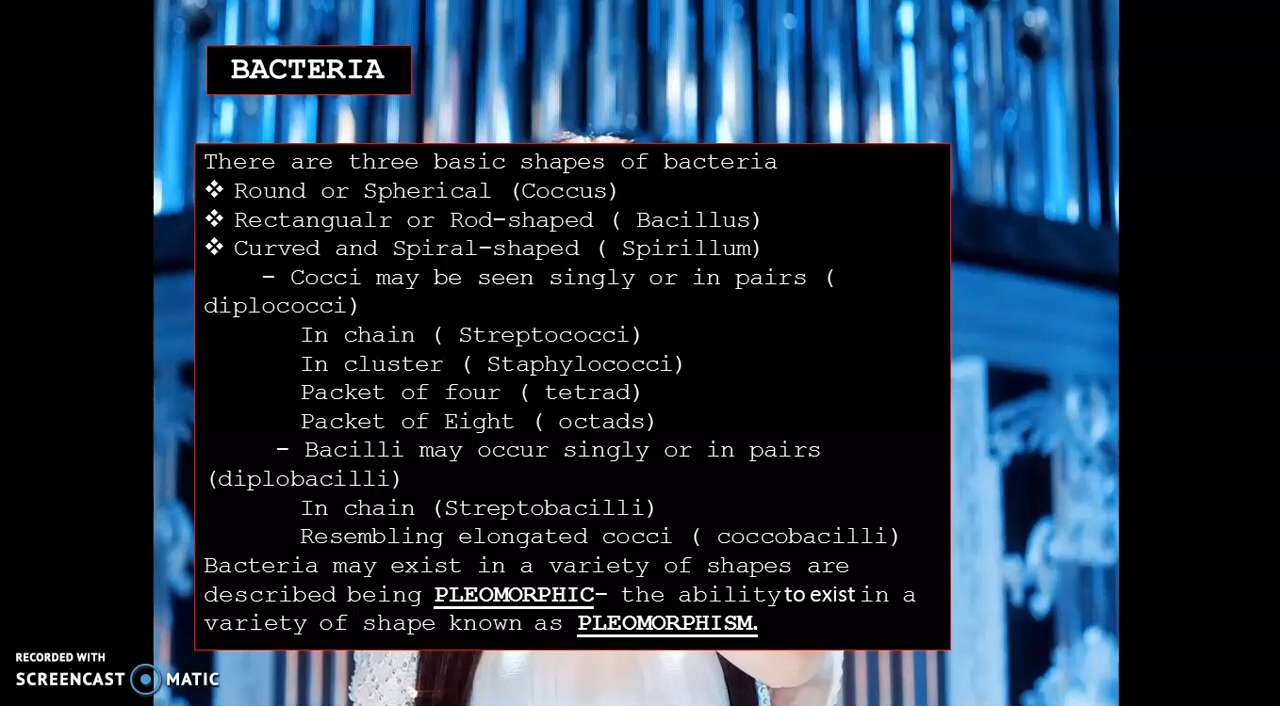 BACTERIA
There are three basic shapes of bacteria
❖ Round or Spherical (Coccus)
❖ Rectangualr or Rod-shaped ( Bacillus)
❖ Curved and Spiral-shaped ( Spirillum)
- Cocci may be seen singly or in pairs (
diplococci)
In chain ( Streptococci)
In cluster ( Staphylococci)
Packet of four ( tetrad)
Packet of Eight ( octads)
- Bacilli may occur singly or in pairs
(diplobacilli)
In chain (Streptobacilli)
Resembling elongated cocci ( coccobacilli)
Bacteria may exist in a variety of shapes are
described being PLEOMORPHIC- the ability to exist in a
variety of shape known as PLEOMORPHISM.
RECORDED WITH
SCREENCAST MATIC